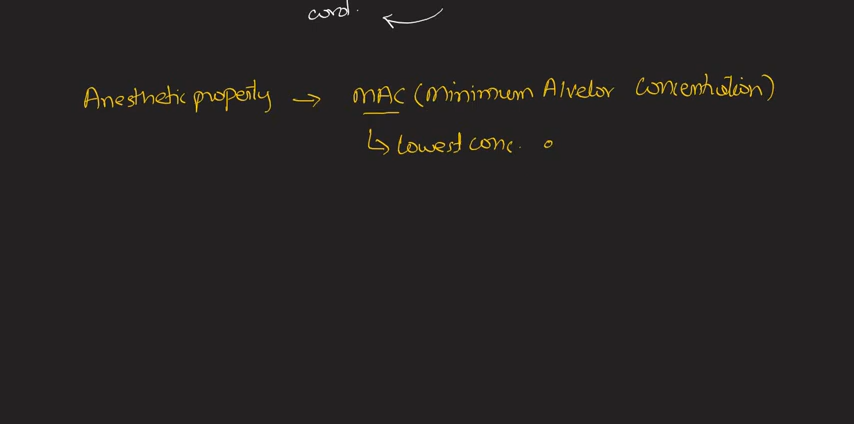 cord.
Anesthetic property → MAC (Minimum Alvelor Concentration)
↳ Lowest conc. o